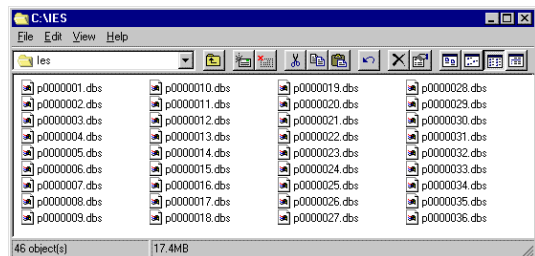 C:\IES
File Edit View Help
Ies
p0000001.dbs p0000010.dbs p0000019.dbs p0000028.dbs
p0000002.dbs p0000011.dbs p0000020.dbs p0000029.dbs
p0000003.dbs p0000012.dbs p0000021.dbs p0000030.dbs
p0000004.dbs p0000013.dbs p0000022.dbs p0000031.dbs
p0000005.dbs p0000014.dbs p0000023.dbs p0000032.dbs
p0000006.dbs p0000015.dbs p0000024.dbs p0000033.dbs
p0000007.dbs p0000016.dbs p0000025.dbs p0000034.dbs
p0000008.dbs p0000017.dbs p0000026.dbs p0000035.dbs
p0000009.dbs p0000018.dbs p0000027.dbs p0000036.dbs
46 object(s) 17.4MB